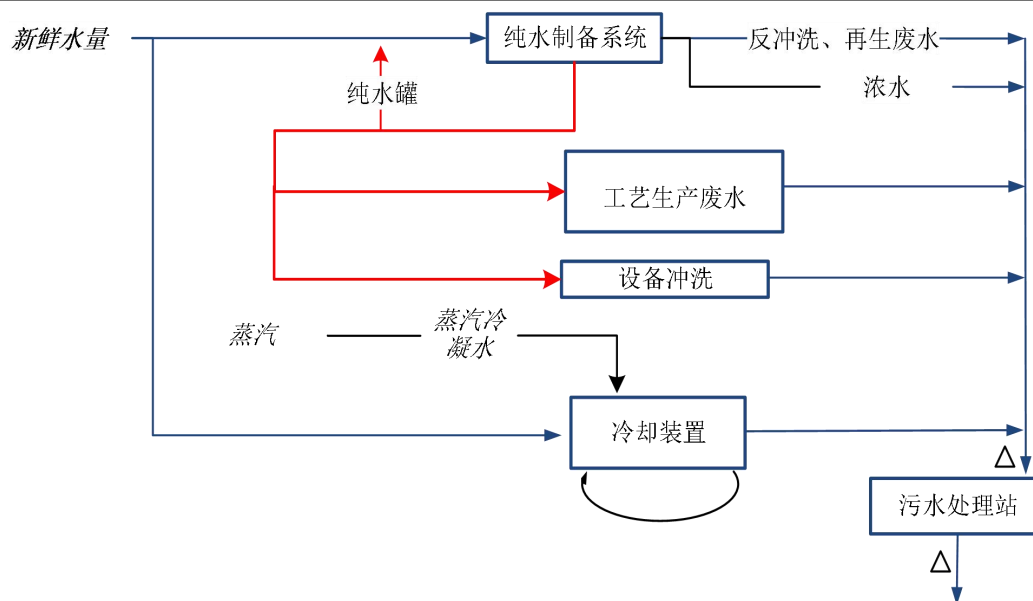 新鲜水量
纯水制备系统
反冲洗、再生废水
浓水
纯水罐
工艺生产废水
设备冲洗
蒸汽
蒸汽冷
凝水
冷却装置
△
污水处理站
△